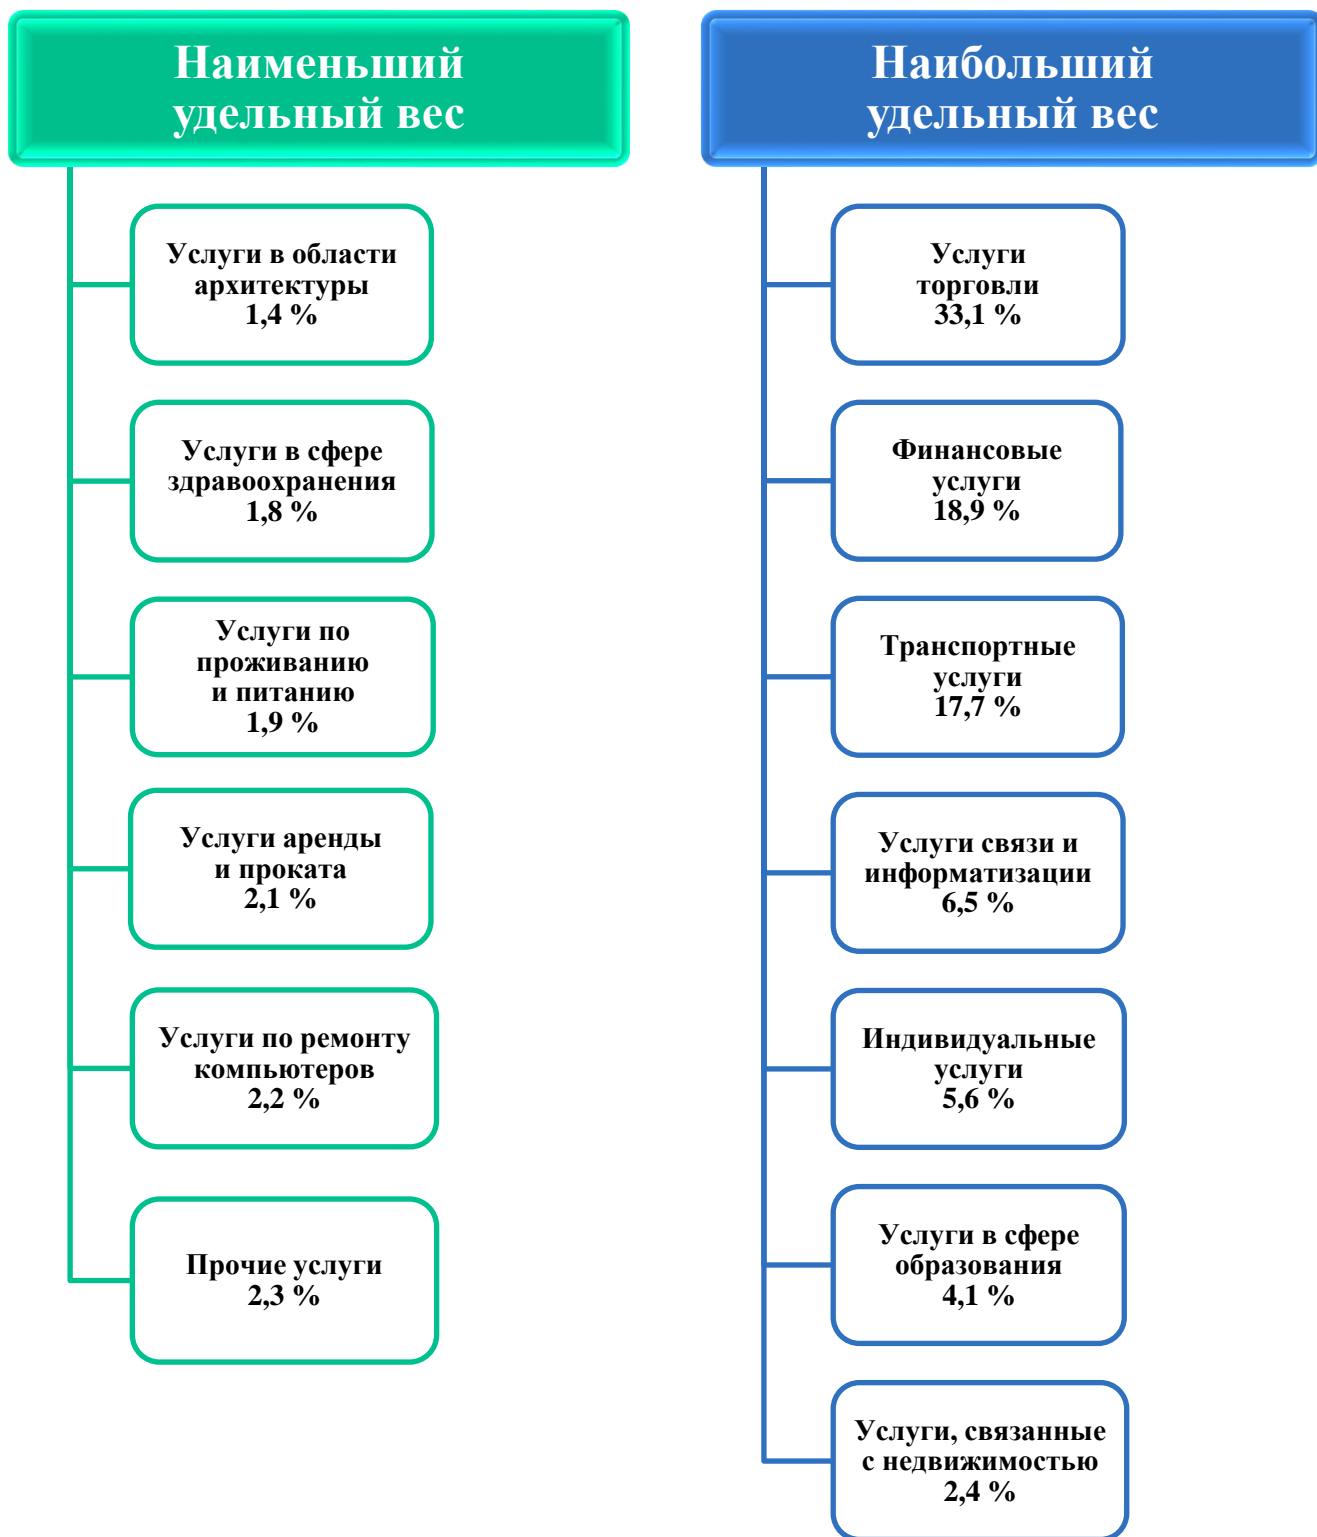 Наименьший
удельный вес
Услуги в области
архитектуры
1,4 %
Услуги в сфере
здравоохранения
1,8 %
Услуги по
проживанию
и питанию
1,9 %
Услуги аренды
и проката
2,1 %
Услуги по ремонту
компьютеров
2,2 %
Прочие услуги
2,3 %
Наибольший
удельный вес
Услуги
торговли
33,1 %
Финансовые
услуги
18,9 %
Транспортные
услуги
17,7 %
Услуги связи и
информатизации
6,5 %
Индивидуальные
услуги
5,6 %
Услуги в сфере
образования
4,1 %
Услуги, связанные
с недвижимостью
2,4 %